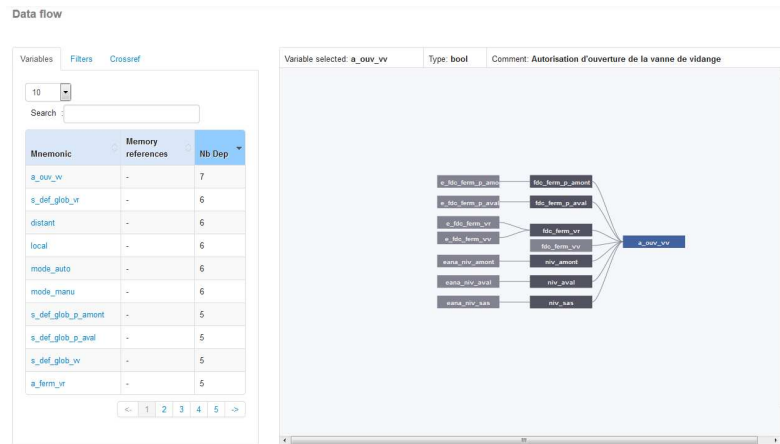 Data flow
Variables Filters Crossref
10
Search :
Mnemonic Memory references Nb Dep
a_ouv_vv - 7
s_def_glob_vr - 6
distant - 6
local - 6
mode_auto - 6
mode_manu - 6
s_def_glob_p_amont - 5
s_def_glob_p_aval - 5
s_def_glob_vv - 5
a_ferm_vr - 5
<- 1 2 3 4 5 ->
Variable selected: a_ouv_vv Type: bool Comment: Autorisation d'ouverture de la vanne de vidange
e_fdc_ferm_p_amo fdc_ferm_p_amont
e_fdc_ferm_p_aval fdc_ferm_p_aval
e_fdc_ferm_vr fdc_ferm_vr
e_fdc_ferm_vv fdc_ferm_vv a_ouv_vv
eana_niv_amont niv_amont
eana_niv_aval niv_aval
eana_niv_sas niv_sas